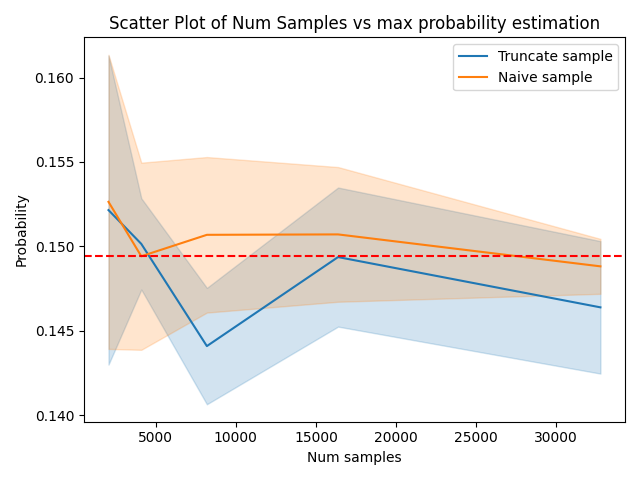 Scatter Plot of Num Samples vs max probability estimation
Truncate sample
Naive sample
0.160
0.155
0.150
0.145
0.140
Probability
5000 10000 15000 20000 25000 30000
Num samples